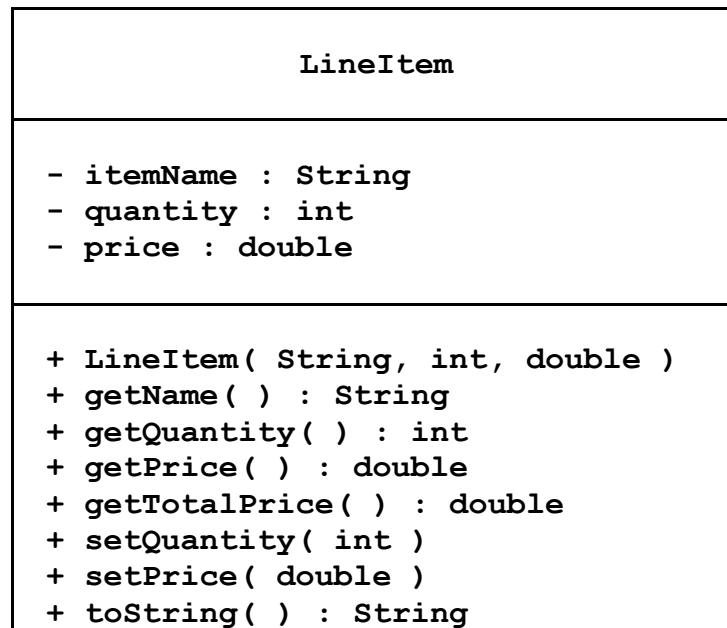 LineItem
- itemName : String
- quantity : int
- price : double
+ LineItem( String, int, double )
+ getName( ) : String
+ getQuantity( ) : int
+ getPrice( ) : double
+ getTotalPrice( ) : double
+ setQuantity( int )
+ setPrice( double )
+ toString( ) : String